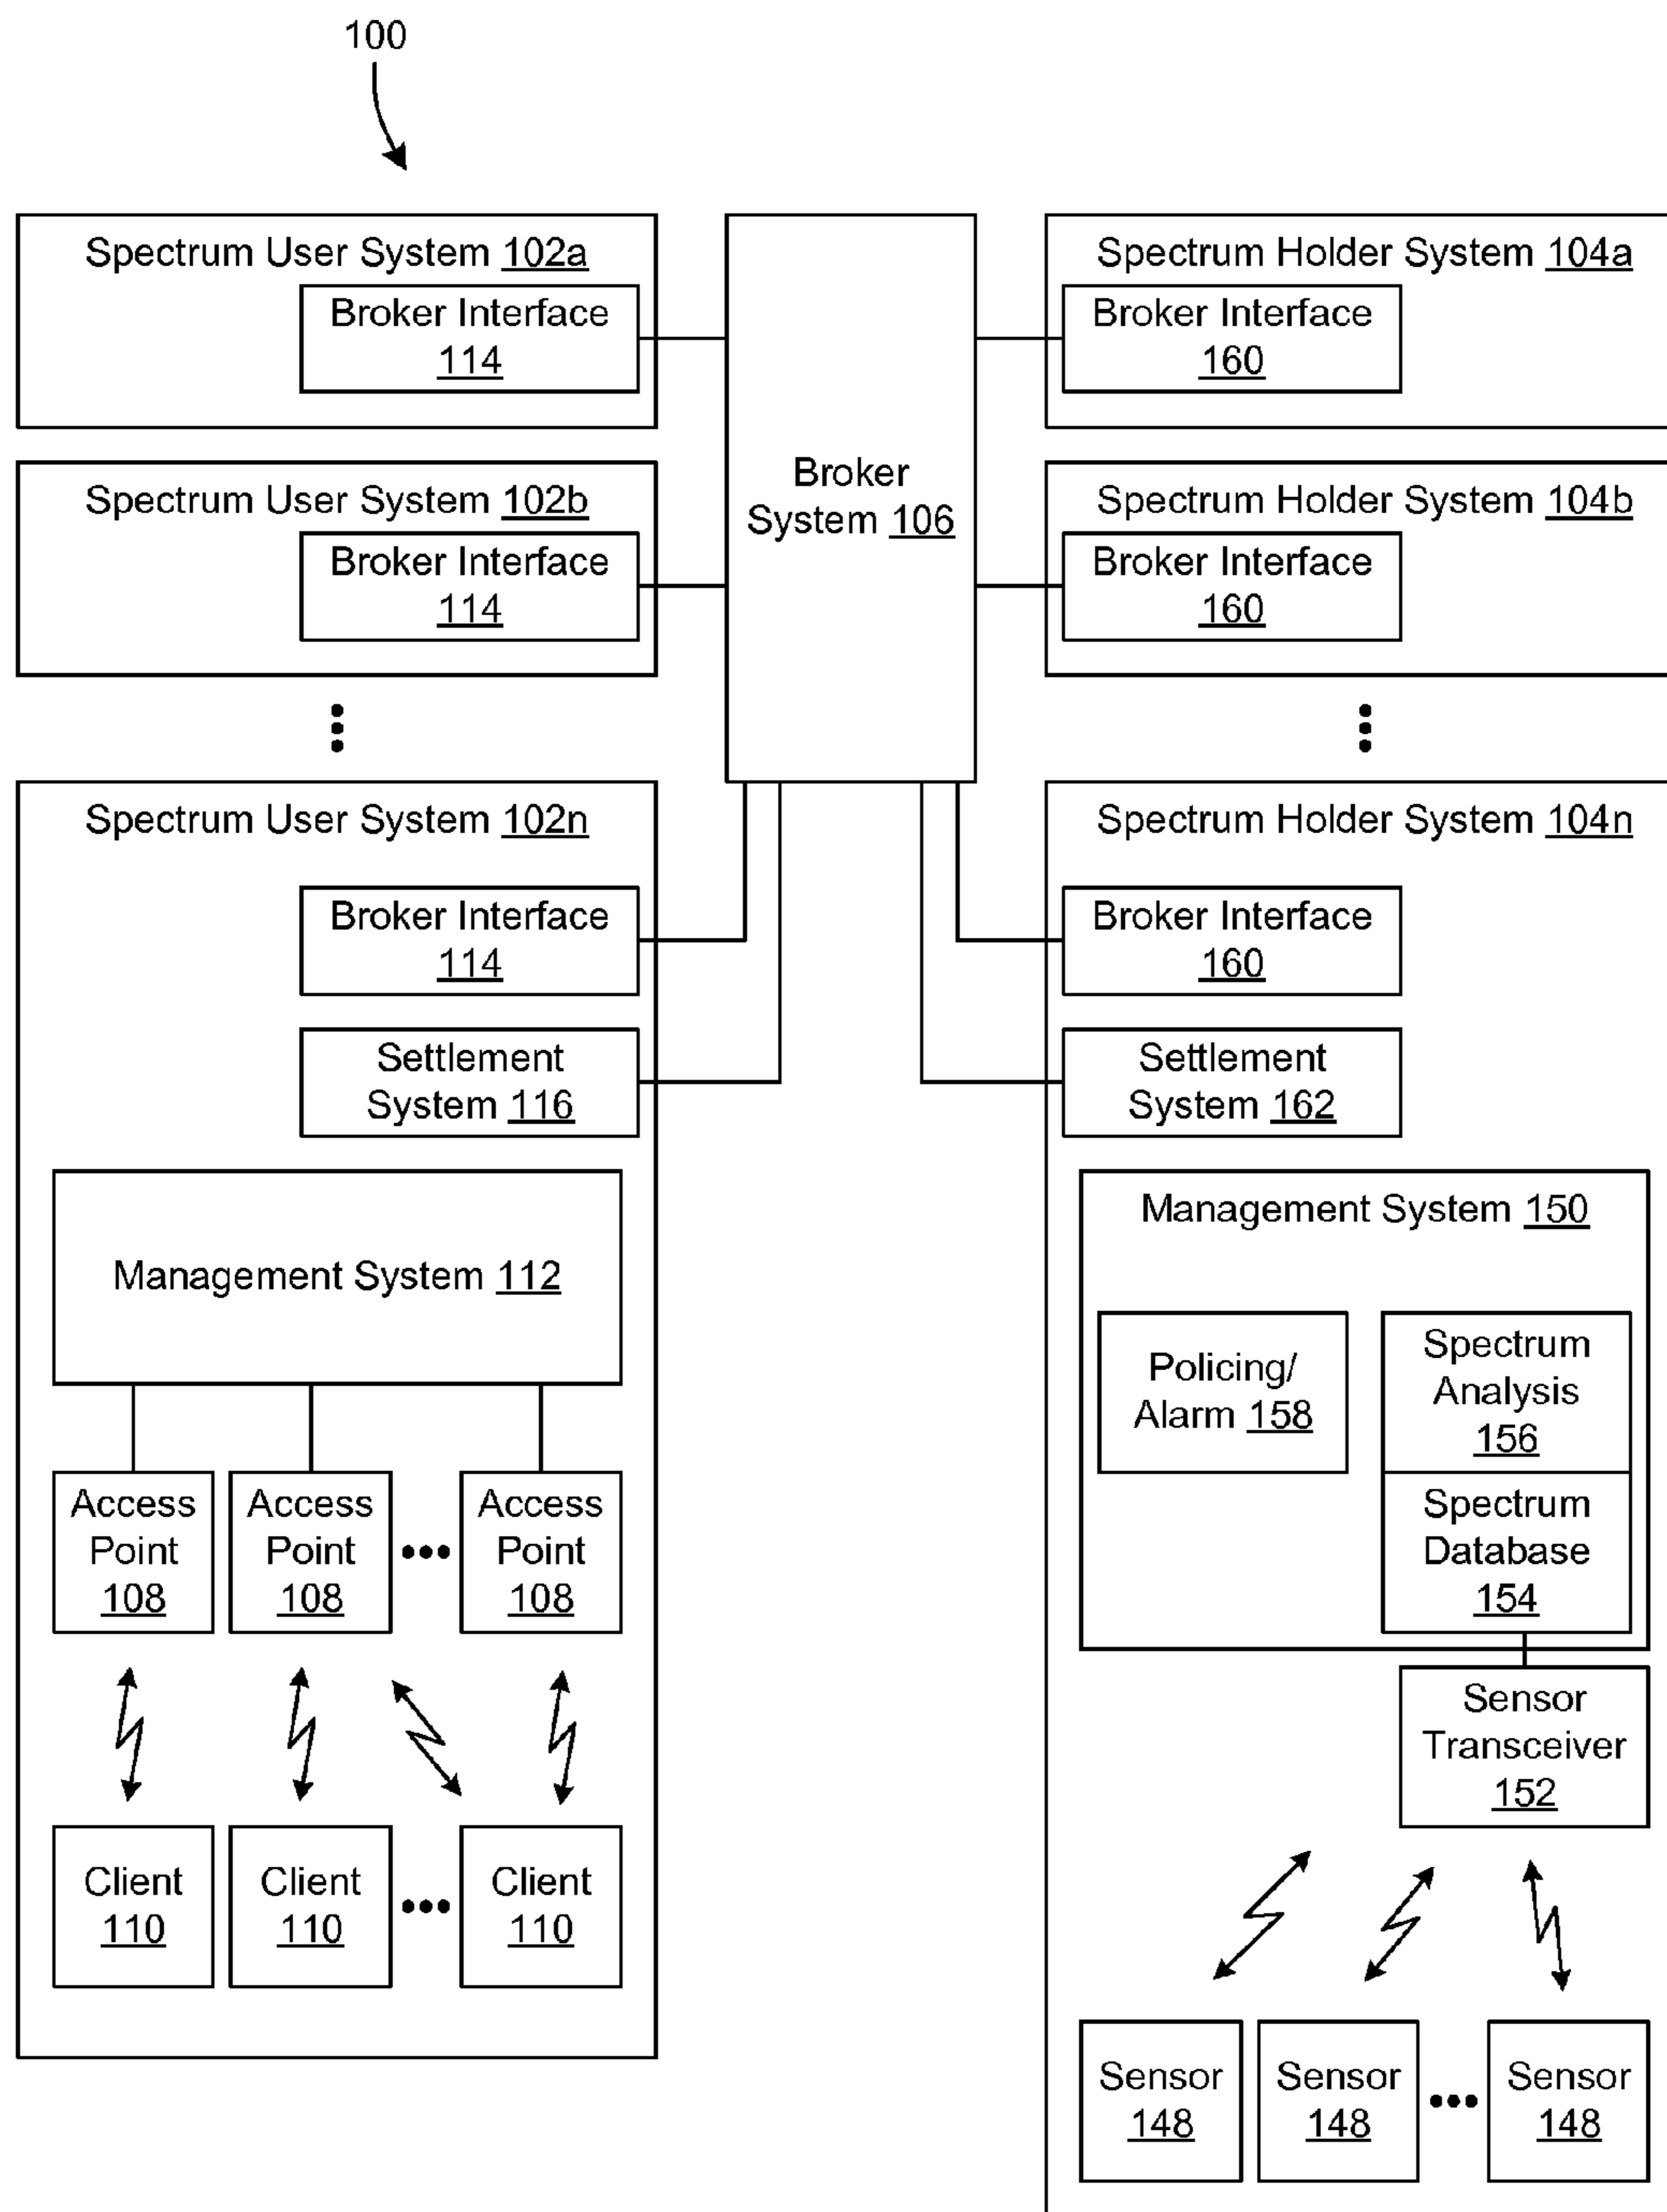 100
Spectrum User System 102a
Broker Interface
114
Spectrum User System 102b
Broker Interface
114
Broker
System 106
Spectrum Holder System 104a
Broker Interface
160
Spectrum Holder System 104b
Broker Interface
160
Spectrum User System 102n
Broker Interface
114
Settlement
System 116
Management System 112
Access
Point
108
Access
Point
108
Access
Point
108
Client
110
Client
110
Client
110
Spectrum Holder System 104n
Broker Interface
160
Settlement
System 162
Management System 150
Policing/
Alarm 158
Spectrum
Analysis
156
Spectrum
Database
154
Sensor
Transceiver
152
Sensor
148
Sensor
148
Sensor
148